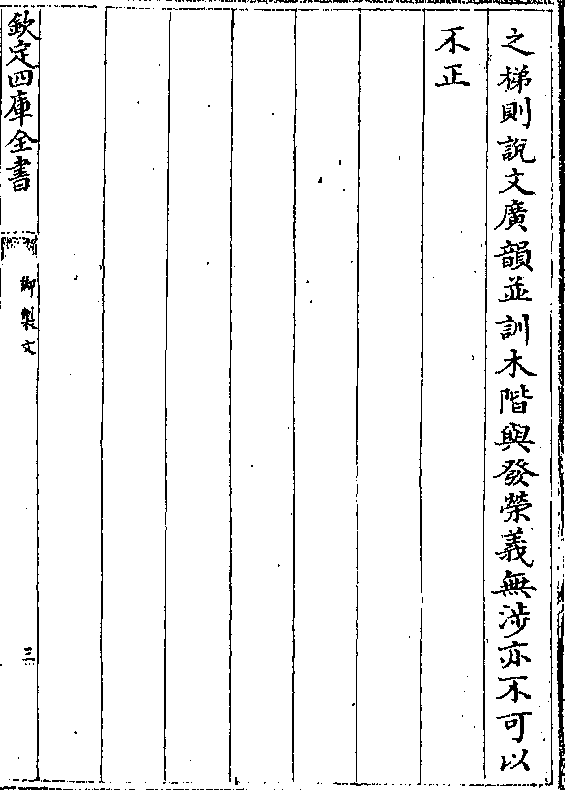 之梯則說文廣韻並訓木階與發榮義無涉亦不可以
不正
欽定四庫全書
御製文
三